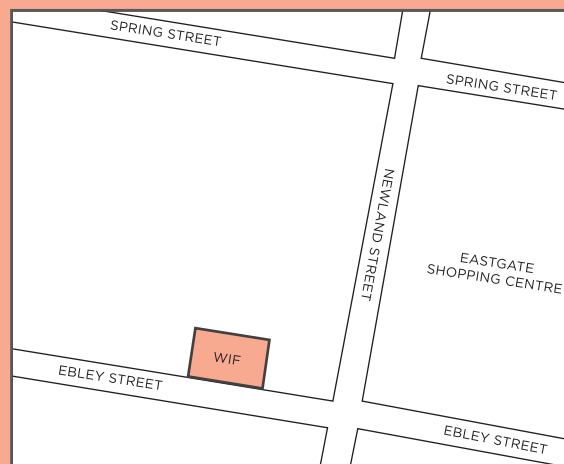 SPRING STREET
SPRING STREET
NEWLAND STREET
EASTGATE
SHOPPING CENTRE
WIF
EBLEY STREET
EBLEY STREET